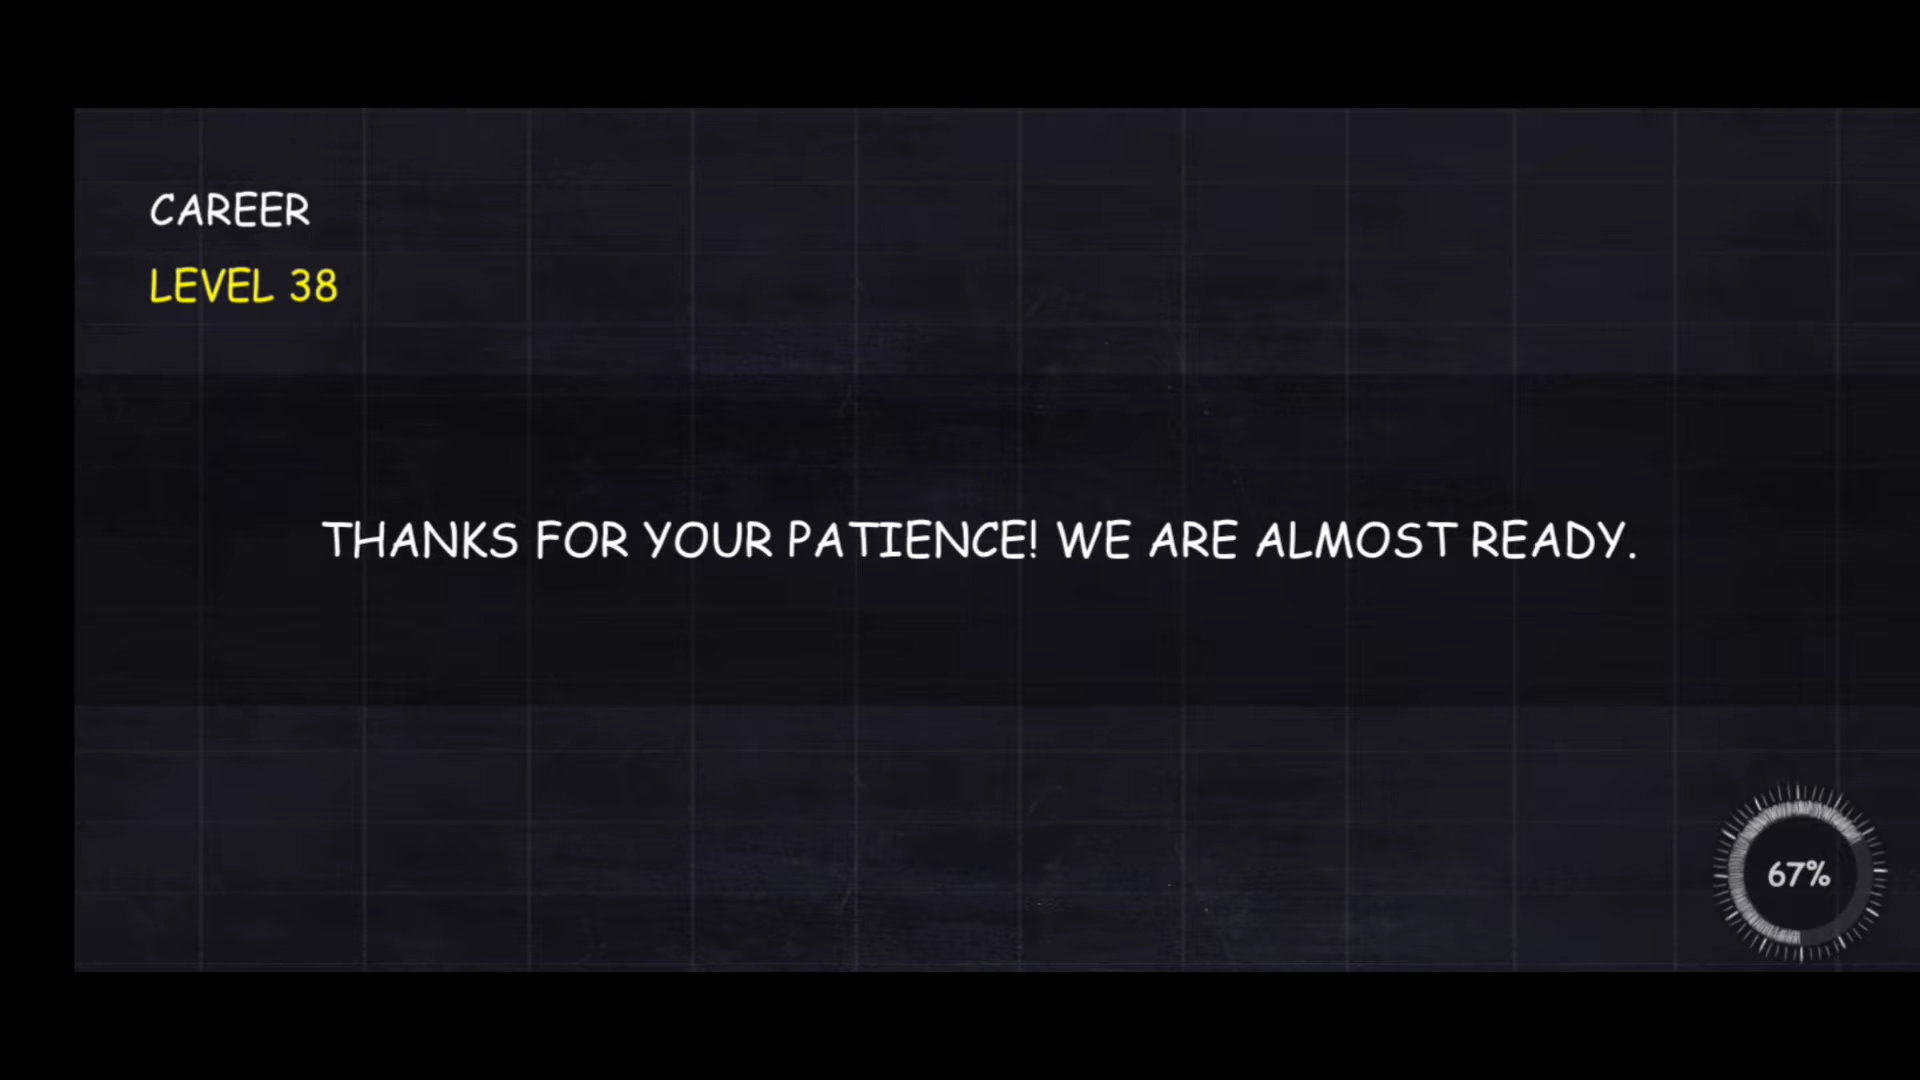 CAREER
LEVEL 38
THANKS FOR YOUR PATIENCE! WE ARE ALMOST READY.
67%